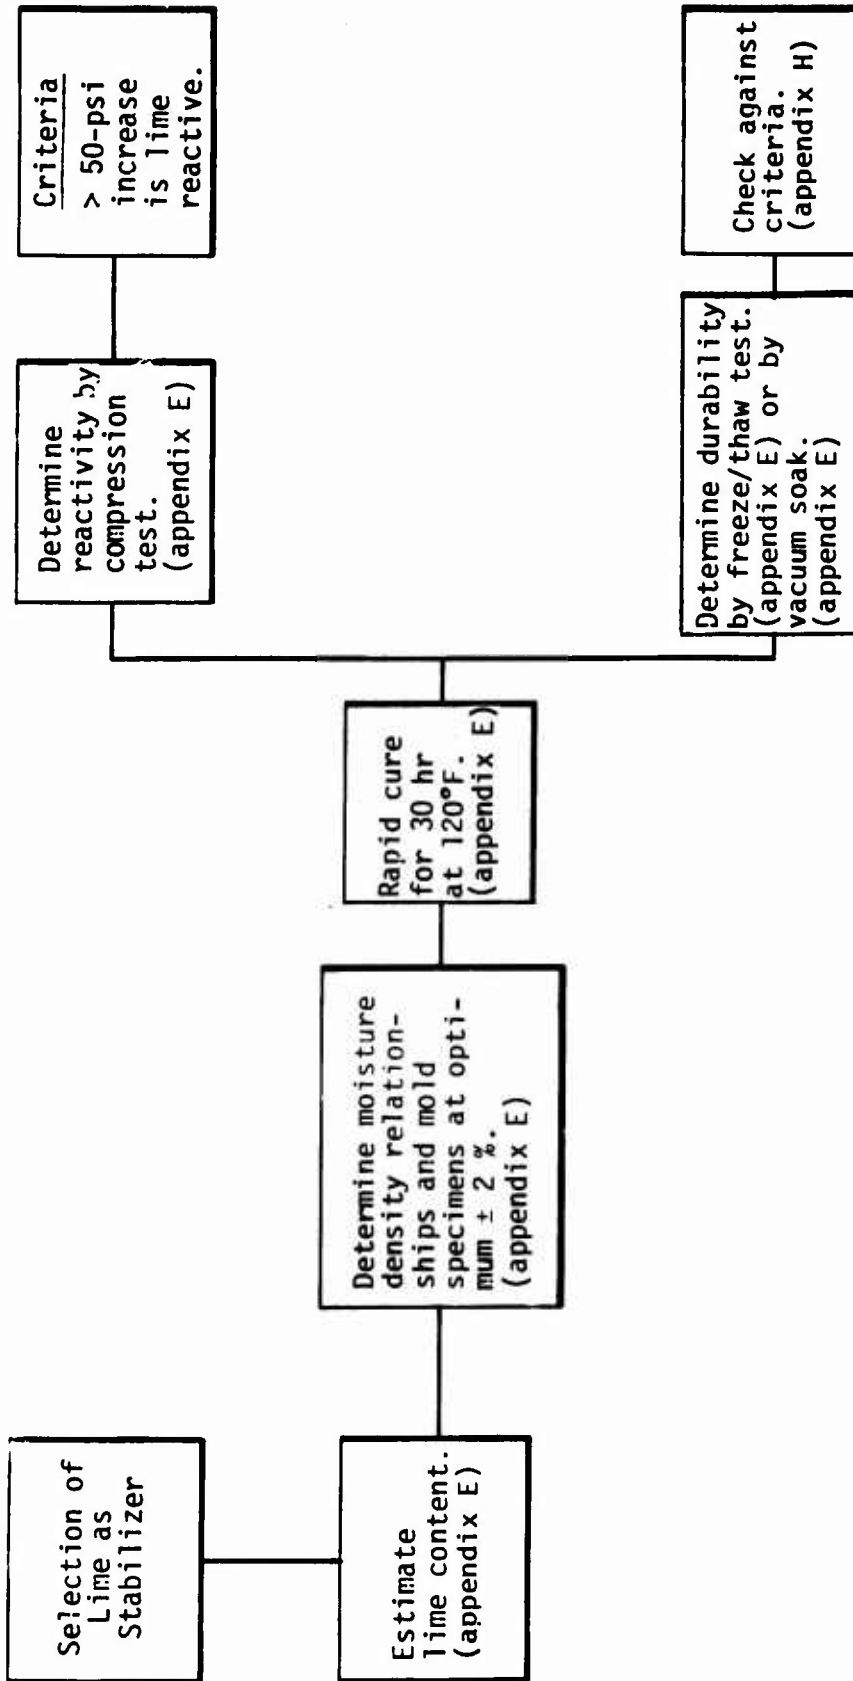 Selection of
Lime as
Stabilizer
Estimate
lime content.
(appendix E)
Determine moisture
density relation-
ships and mold
specimens at opti-
mum ± 2 %.
(appendix E)
Rapid cure
for 30 hr
at 120°F.
(appendix E)
Determine
reactivity by
compression
test.
(appendix E)
Criteria
> 50-psi
increase
is lime
reactive.
Determine durability
by freeze/thaw test.
(appendix E) or by
vacuum soak.
(appendix E)
Check against
criteria.
(appendix H)